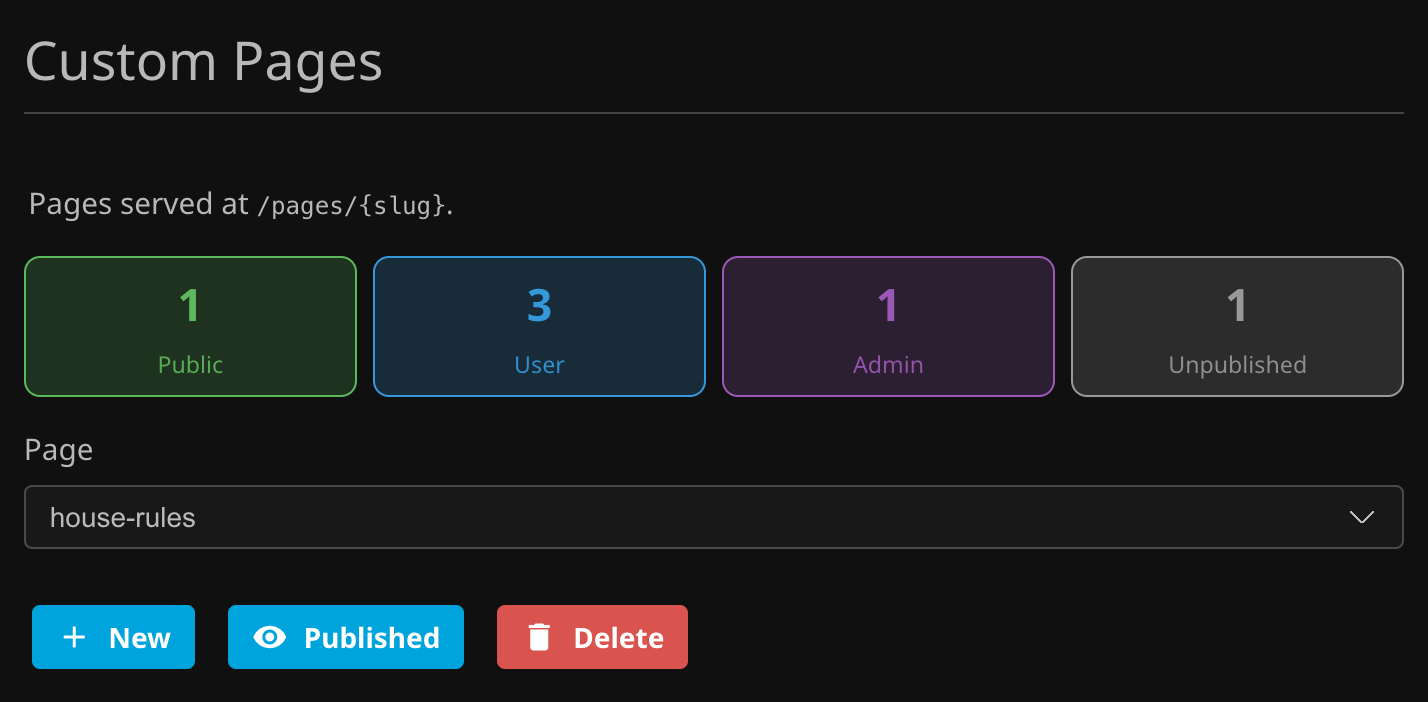 Custom Pages
Pages served at /pages/{slug}.
1 3 1 1
Public User Admin Unpublished
Page
house-rules
New Published Delete